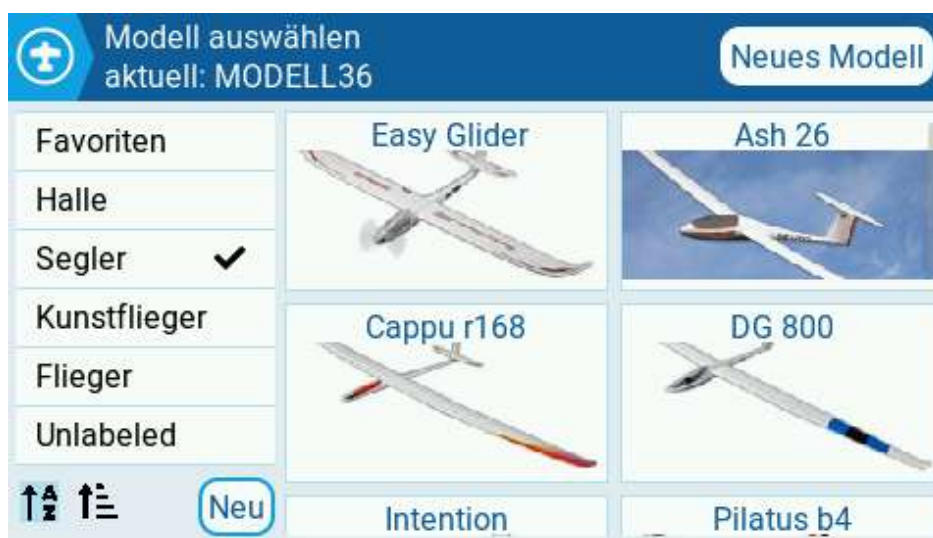 Modell auswählen
aktuell: MODELL36
Neues Modell
Favoriten
Halle
Segler
Kunstflieger
Flieger
Unlabeled
Neu
Easy Glider
Ash 26
Cappu r168
DG 800
Intention
Pilatus b4